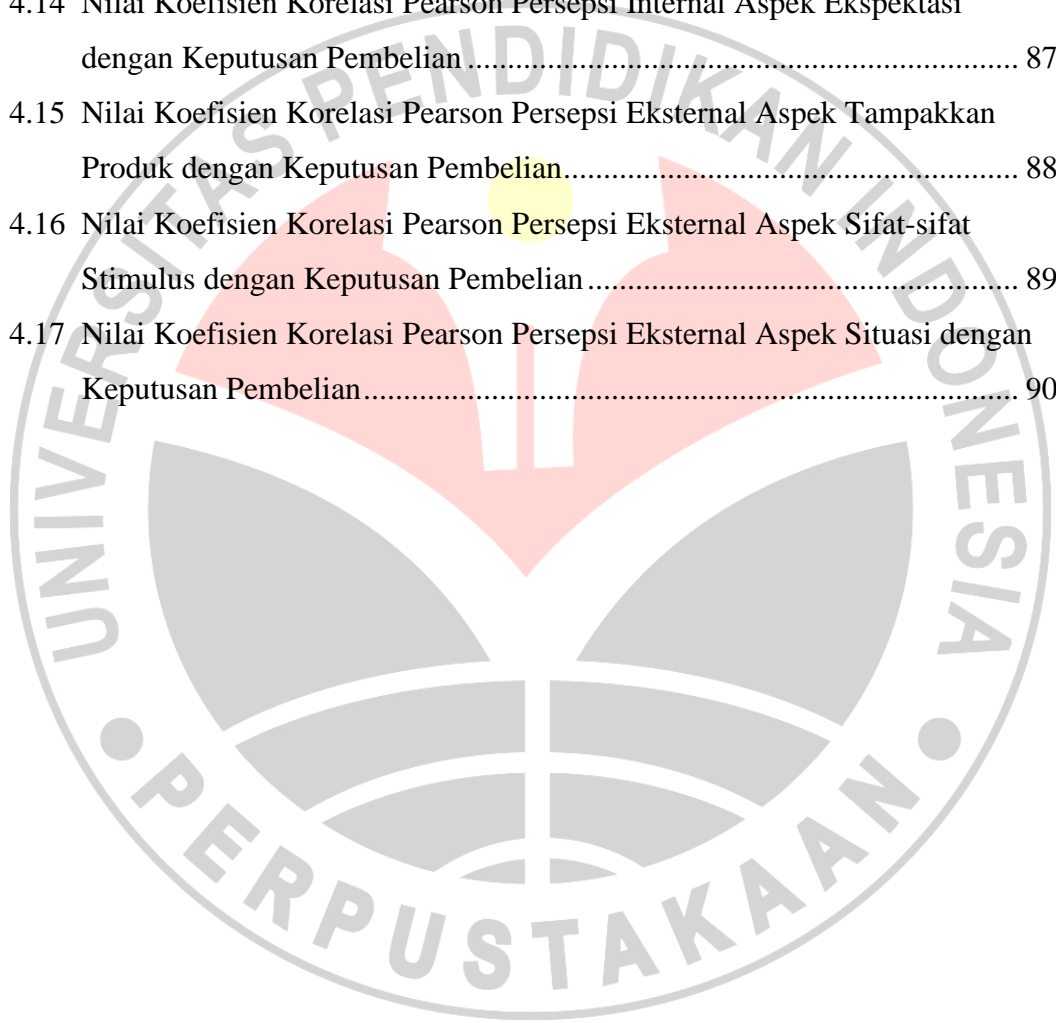 4.14 Nilai Koefisien Korelasi Pearson Persepsi Internal Aspek Ekspektasi
dengan Keputusan Pembelian ..................................................................... 87
4.15 Nilai Koefisien Korelasi Pearson Persepsi Eksternal Aspek Tampakkan
Produk dengan Keputusan Pembelian......................................................... 88
4.16 Nilai Koefisien Korelasi Pearson Persepsi Eksternal Aspek Sifat-sifat
Stimulus dengan Keputusan Pembelian ...................................................... 89
4.17 Nilai Koefisien Korelasi Pearson Persepsi Eksternal Aspek Situasi dengan
Keputusan Pembelian.................................................................................. 90
UNIVERSITAS PENDIDIKAN INDONESIA
PERPUSTAKAAN